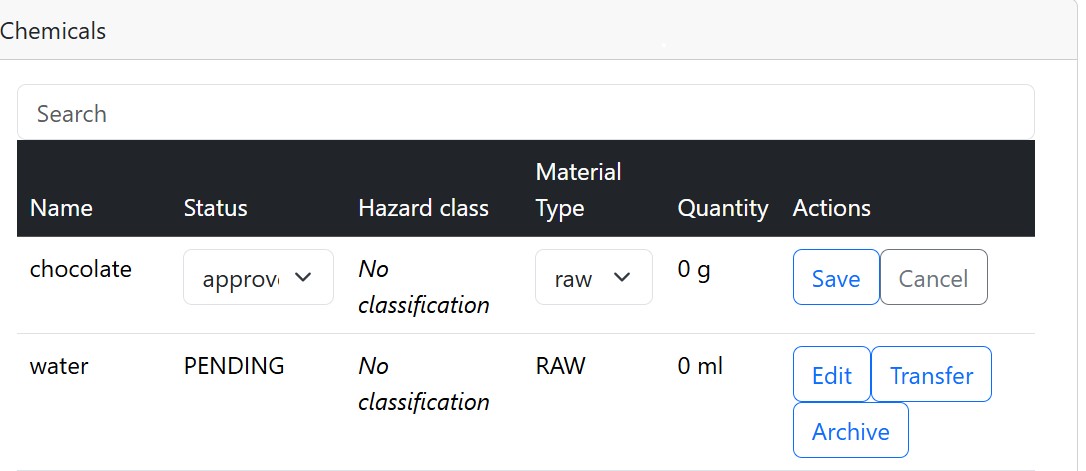 Chemicals
Search
Material
Name Status Hazard class Type Quantity Actions
chocolate approv No raw 0 g Save Cancel
classification
water PENDING No RAW 0 ml Edit Transfer
classification
Archive